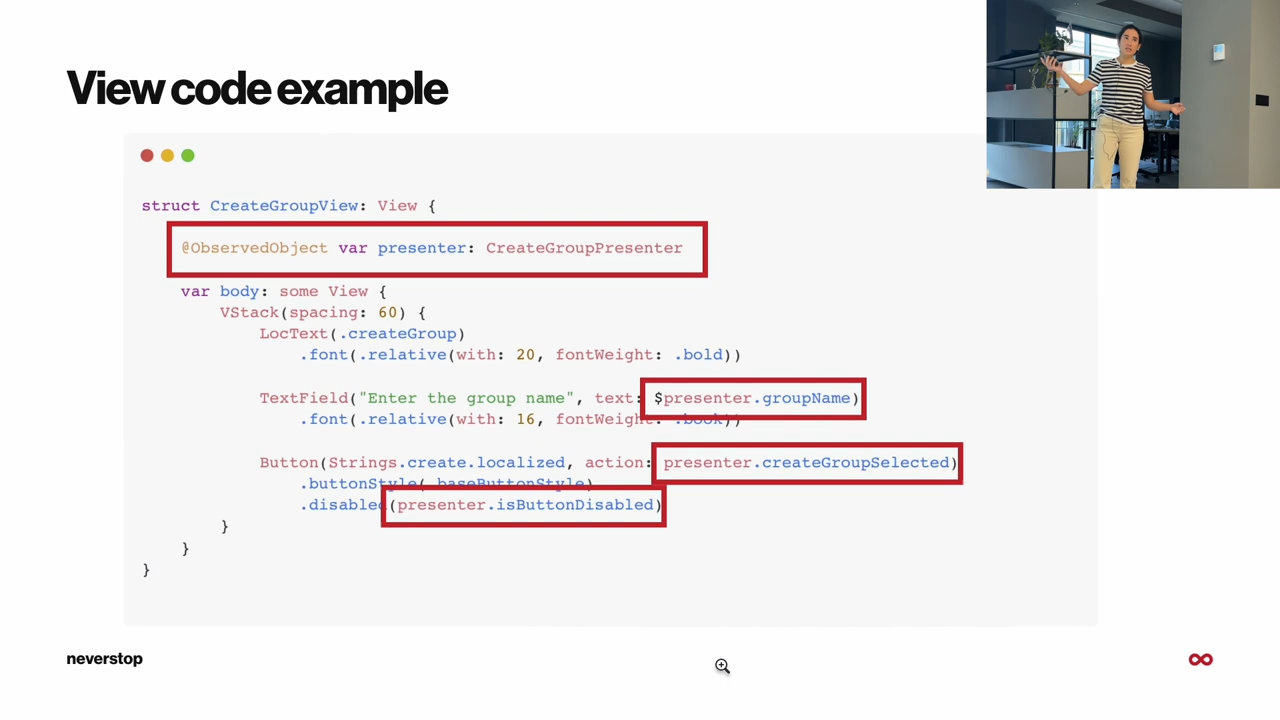 View code example
struct CreateGroupView: View {
@ObservedObject var presenter: CreateGroupPresenter
var body: some View {
VStack(spacing: 60) {
LocText(.createGroup)
.font(.relative(with: 20, fontWeight: .bold))
TextField("Enter the group name", text: $presenter.groupName)
.font(.relative(with: 16, fontWeight: .book))
Button(Strings.create.localized, action: presenter.createGroupSelected)
.buttonStyle(.baseButtonStyle)
.disabled(presenter.isButtonDisabled)
}
}
}
neverstop